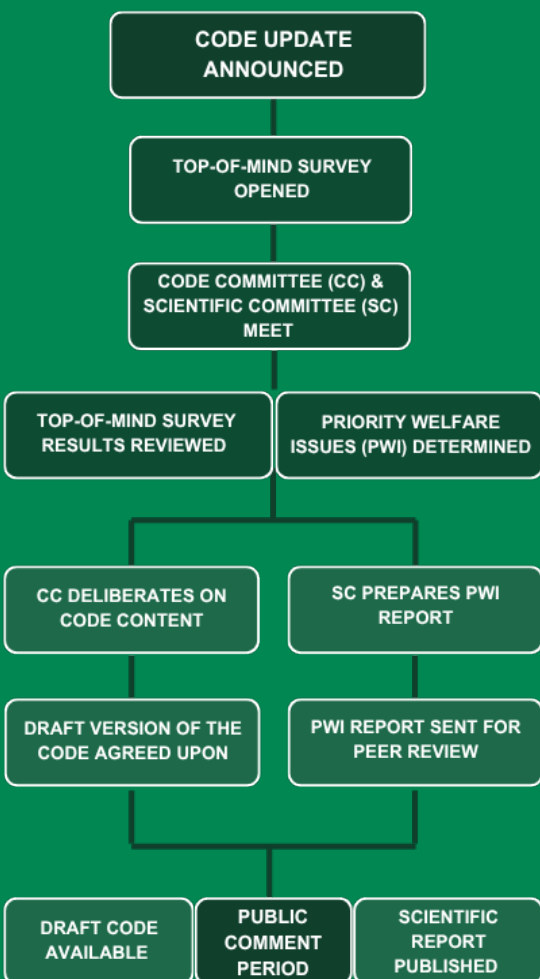 CODE UPDATE
ANNOUNCED
TOP-OF-MIND SURVEY
OPENED
CODE COMMITTEE (CC) &
SCIENTIFIC COMMITTEE (SC)
MEET
TOP-OF-MIND SURVEY
RESULTS REVIEWED
PRIORITY WELFARE
ISSUES (PWI) DETERMINED
CC DELIBERATES ON
CODE CONTENT
SC PREPARES PWI
REPORT
DRAFT VERSION OF THE
CODE AGREED UPON
PWI REPORT SENT FOR
PEER REVIEW
DRAFT CODE
AVAILABLE
PUBLIC
COMMENT
PERIOD
SCIENTIFIC
REPORT
PUBLISHED